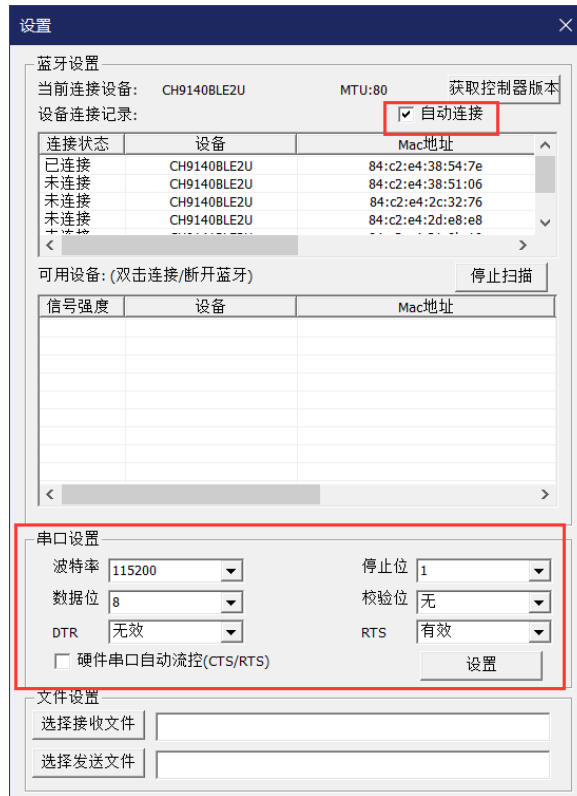 设置
蓝牙设置
当前连接设备: CH9140BLE2U MTU:80 获取控制器版本
设备连接记录: 自动连接
连接状态 设备 Mac地址
已连接 CH9140BLE2U 84:c2:e4:38:54:7e
未连接 CH9140BLE2U 84:c2:e4:38:51:06
未连接 CH9140BLE2U 84:c2:e4:2c:32:76
未连接 CH9140BLE2U 84:c2:e4:2d:e8:e8
可用设备: (双击连接/断开蓝牙) 停止扫描
信号强度 设备 Mac地址
串口设置
波特率 115200 停止位 1
数据位 8 校验位 无
DTR 无效 RTS 有效
硬件串口自动流控(CTS/RTS) 设置
文件设置
选择接收文件
选择发送文件